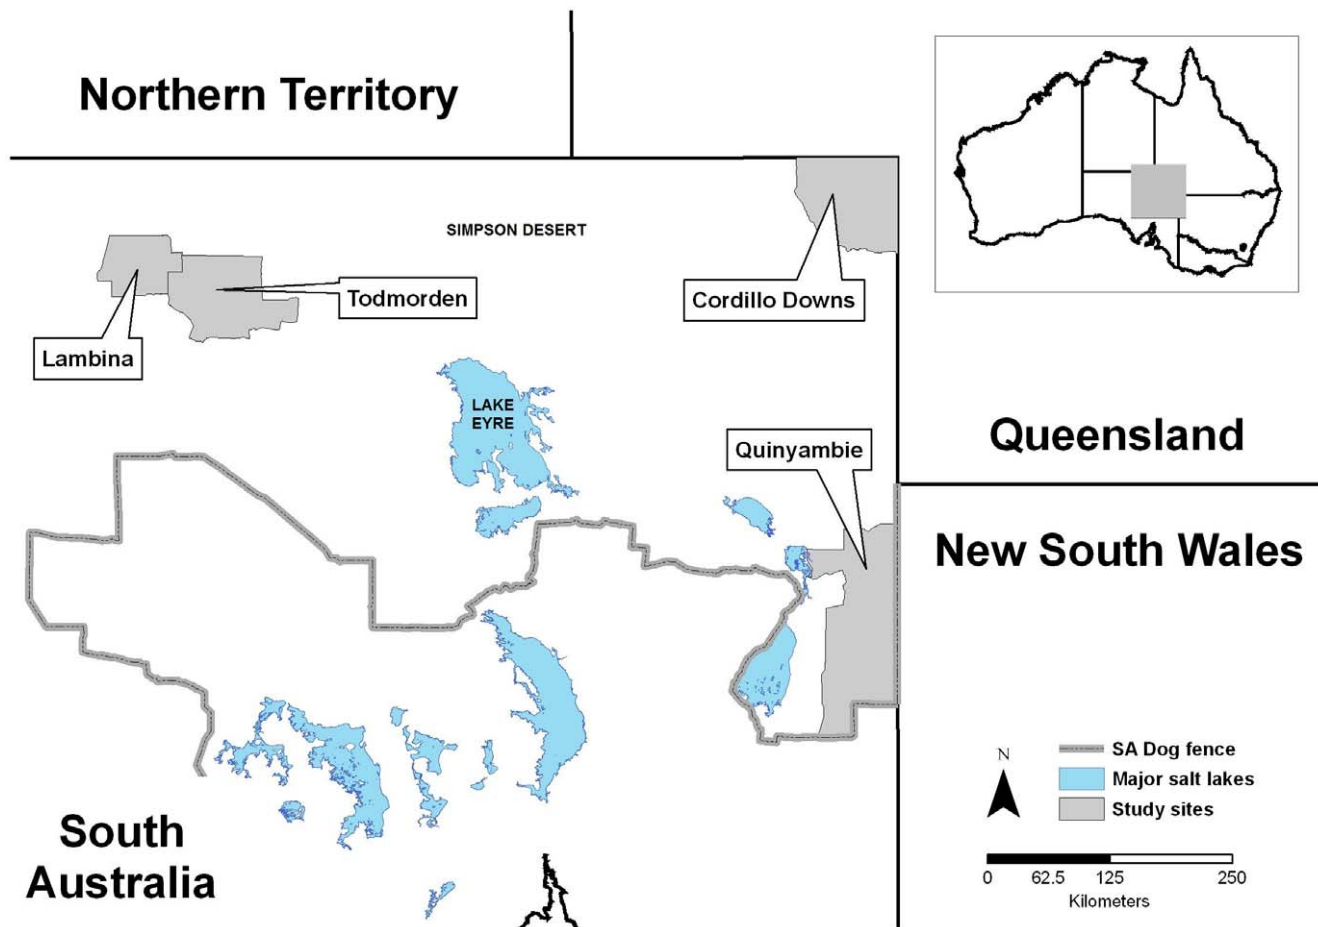 Northern Territory
SIMPSON DESERT
Todmorden
Cordillo Downs
Lambina
LAKE
EYRE
Queensland
Quinyambie
New South Wales
South
Australia
N
SA Dog fence
Major salt lakes
Study sites
0 62.5 125 250
Kilometers